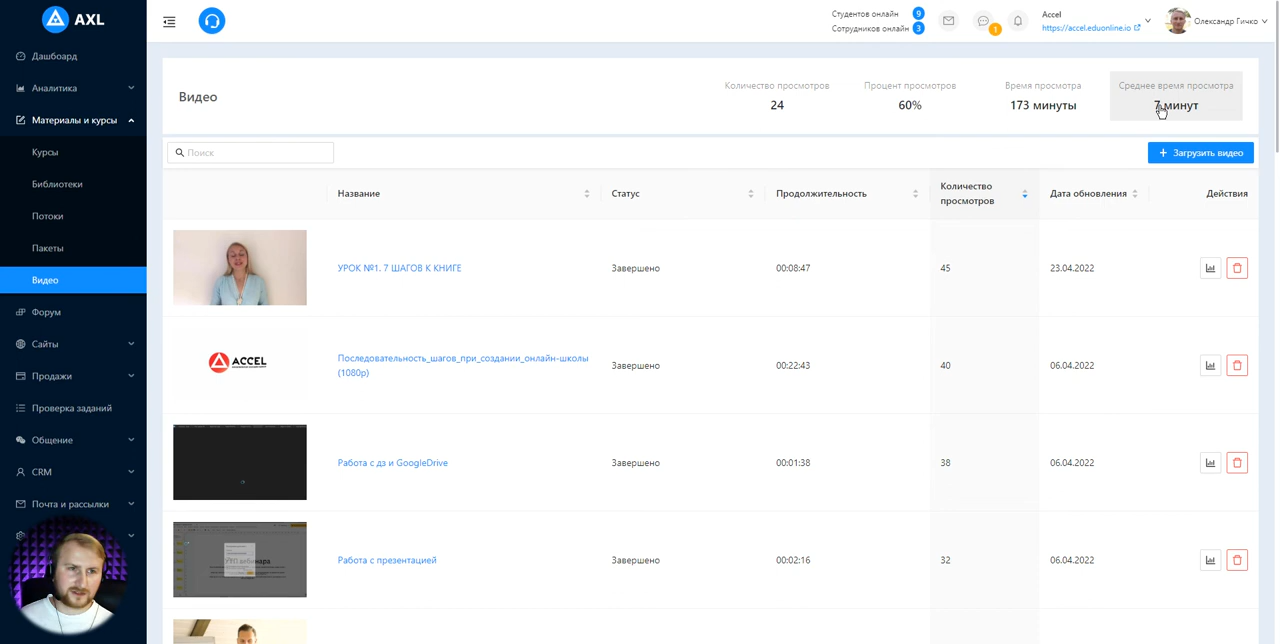 AXL
Студентов онлайн 9
Сотрудников онлайн 3
1
Accel
https://accel.eduonline.io
Олександр Гичко
Дашбоард
Аналитика
Материалы и курсы
Курсы
Библиотеки
Потоки
Пакеты
Видео
Форум
Сайты
Продажи
Проверка заданий
Общение
CRM
Почта и рассылки
Видео
Количество просмотров
24
Процент просмотров
60%
Время просмотра
173 минуты
Среднее время просмотра
7 минут
Поиск
+ Загрузить видео
Название
Статус
Продолжительность
Количество
просмотров
Дата обновления
Действия
УРОК №1. 7 ШАГОВ К КНИГЕ
Завершено
00:08:47
45
23.04.2022
ACCEL
Последовательность_шагов_при_создании_онлайн-школы
(1080p)
Завершено
00:22:43
40
06.04.2022
Работа с дз и GoogleDrive
Завершено
00:01:38
38
06.04.2022
Работа с презентацией
Завершено
00:02:16
32
06.04.2022